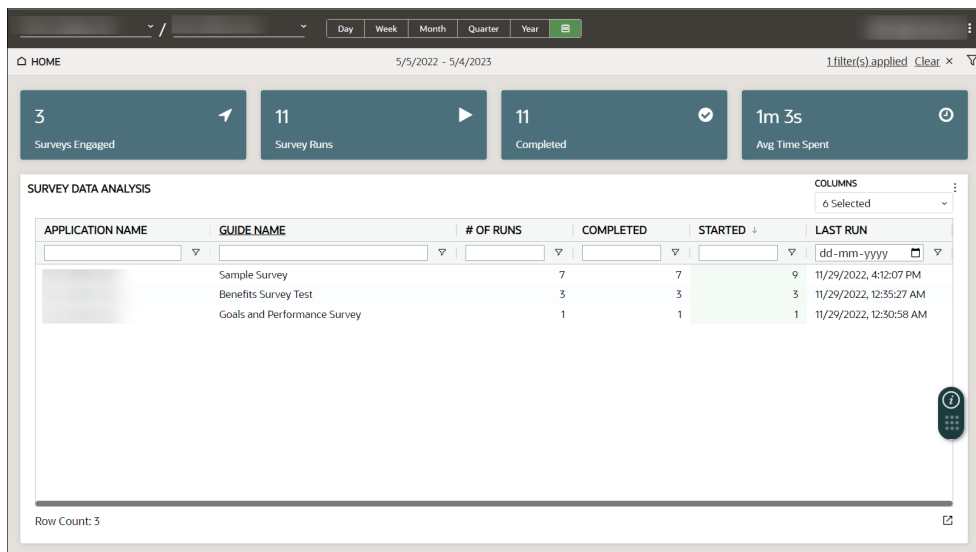 /
Day Week Month Quarter Year
HOME 5/5/2022 - 5/4/2023 1 filter(s) applied Clear ×
3 11 11 1m 3s
Surveys Engaged Survey Runs Completed Avg Time Spent
SURVEY DATA ANALYSIS
COLUMNS
6 Selected
APPLICATION NAME GUIDE NAME # OF RUNS COMPLETED STARTED ↓ LAST RUN
dd-mm-yyyy
Sample Survey 7 7 9 11/29/2022, 4:12:07 PM
Benefits Survey Test 3 3 3 11/29/2022, 12:35:27 AM
Goals and Performance Survey 1 1 1 11/29/2022, 12:30:58 AM
i
Row Count: 3